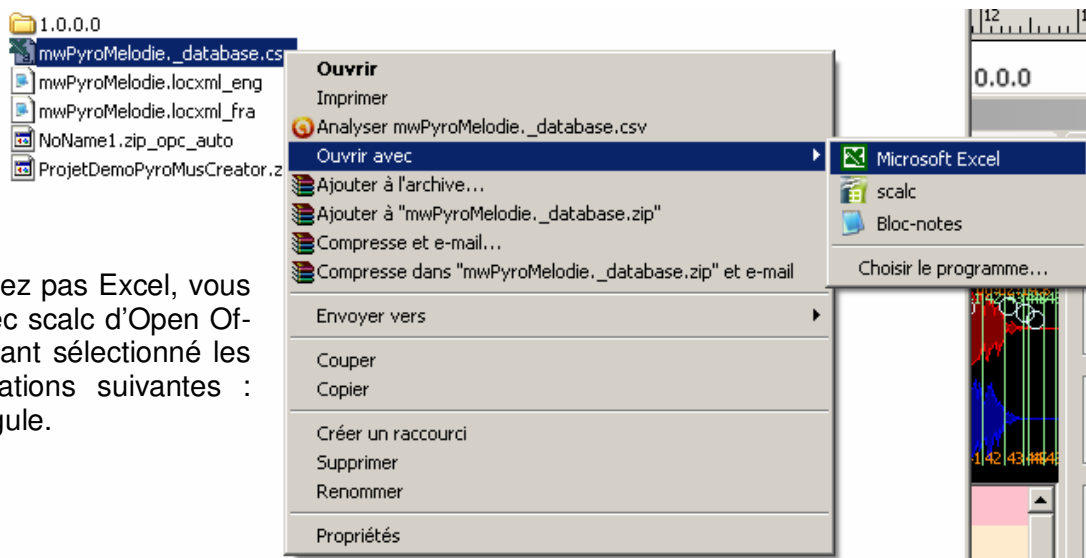 1.0.0.0
mwPyroMelodie._database.cs
mwPyroMelodie.locxml_eng
mwPyroMelodie.locxml_fra
NoName1.zip_opc_auto
ProjetDemoPyroMusCreator.z
ez pas Excel, vous
ec scalc d'Open Of-
ant sélectionné les
ations suivantes :
gule.
Ouvrir
Imprimer
Analyser mwPyroMelodie._database.csv
Ouvrir avec
Ajouter à l'archive...
Ajouter à "mwPyroMelodie._database.zip"
Compresse et e-mail...
Compresse dans "mwPyroMelodie._database.zip" et e-mail
Envoyer vers
Couper
Copier
Créer un raccourci
Supprimer
Renommer
Propriétés
Microsoft Excel
scalc
Bloc-notes
Choisir le programme...
12
0.0.0
42 43